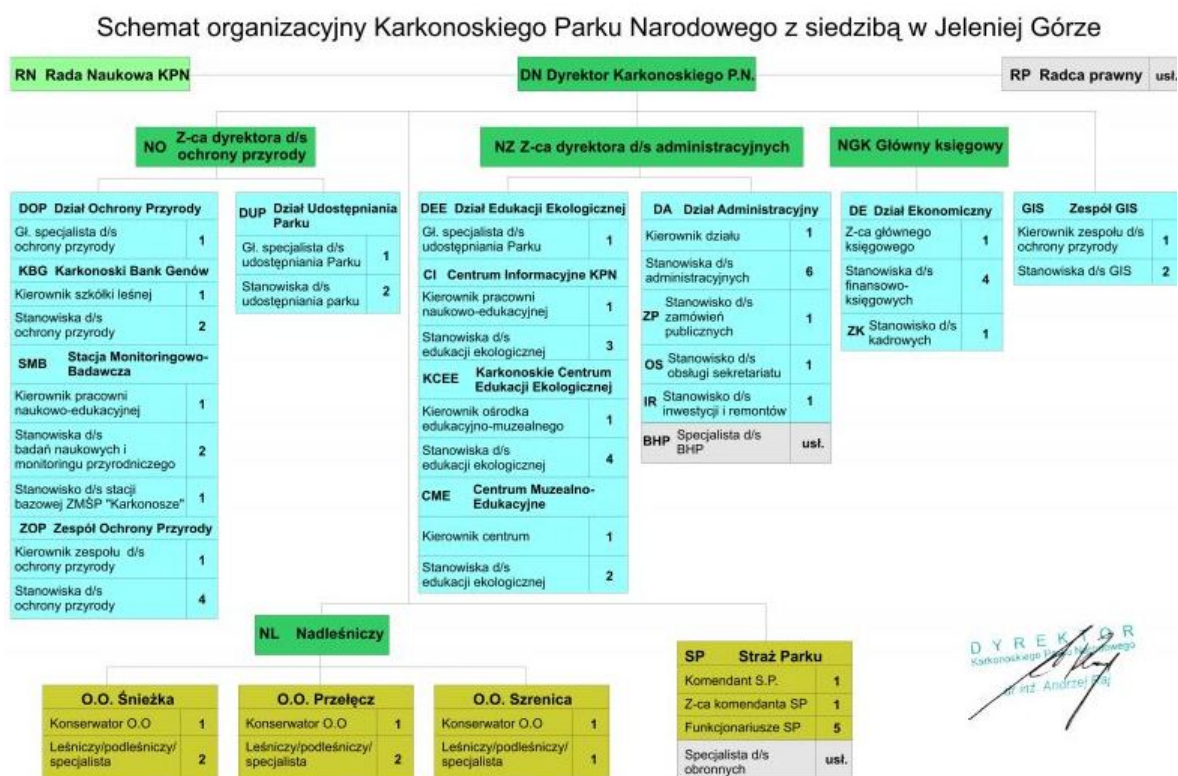 Schemat organizacyjny Karkonoskiego Parku Narodowego z siedzibą w Jeleniej Górze
RN Rada Naukowa KPN
DN Dyrektor Karkonoskiego P.N.
RP Radca prawny usł.
NO Z-ca dyrektora d/s
ochrony przyrody
NZ Z-ca dyrektora d/s administracyjnych
NGK Główny księgowy
DOP Dział Ochrony Przyrody
Gł. specjalista d/s
ochrony przyrody 1
KBG Karkonoski Bank Genów
Kierownik szkółki leśnej 1
Stanowiska d/s
ochrony przyrody 2
SMB Stacja Monitoringowo-
Badawcza
Kierownik pracowni
naukowo-edukacyjnej 1
Stanowiska d/s
badań naukowych i
monitoringu przyrodniczego 2
Stanowisko d/s stacji
bazowej ZMŚP "Karkonosze" 1
ZOP Zespół Ochrony Przyrody
Kierownik zespołu d/s
ochrony przyrody 1
Stanowiska d/s
ochrony przyrody 4
DUP Dział Udostępniania
Parku
Gł. specjalista d/s
udostępniania Parku 1
Stanowiska d/s
udostępniania parku 2
DEE Dział Edukacji Ekologicznej
Gł. specjalista d/s
udostępniania Parku 1
CI Centrum Informacyjne KPN
Kierownik pracowni
naukowo-edukacyjnej 1
Stanowiska d/s
edukacji ekologicznej 3
KCEE Karkonoskie Centrum
Edukacji Ekologicznej
Kierownik ośrodka
edukacyjno-muzealnego 1
Stanowiska d/s
edukacji ekologicznej 4
CME Centrum Muzealno-
Edukacyjne
Kierownik centrum 1
Stanowiska d/s
edukacji ekologicznej 2
DA Dział Administracyjny
Kierownik działu 1
Stanowiska d/s
administracyjnych 6
ZP Stanowisko d/s
zamówień
publicznych 1
OS Stanowisko d/s
obsługi sekretariatu 1
IR Stanowisko d/s
inwestycji i remontów 1
BHP Specjalista d/s
BHP usł.
DE Dział Ekonomiczny
Z-ca głównego
księgowego 1
Stanowiska d/s
finansowo-
księgowych 4
ZK Stanowisko d/s
kadrowych 1
GIS Zespół GIS
Kierownik zespołu d/s
ochrony przyrody 1
Stanowiska d/s GIS 2
NL Nadleśniczy
O.O. Śnieżka
Konserwator O.O 1
Leśniczy/podleśniczy/
specjalista 2
O.O. Przełęcz
Konserwator O.O 1
Leśniczy/podleśniczy/
specjalista 2
O.O. Szrenica
Konserwator O.O 1
Leśniczy/podleśniczy/
specjalista 1
SP Straż Parku
Komendant S.P. 1
Z-ca komendanta SP 1
Funkcjonariusze SP 5
Specjalista d/s
obronnych usł.
DYREKTOR
Karkonoskiego Parku Narodowego
dr inż. Andrzej Raj